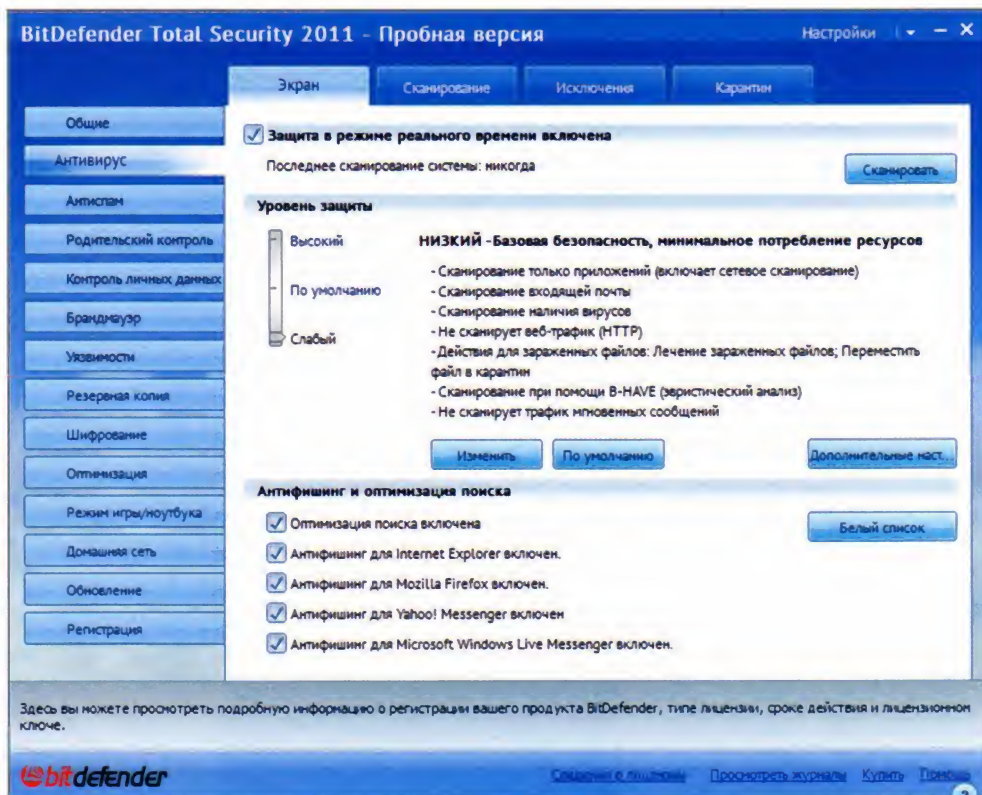 BitDefender Total Security 2011 - Пробная версия
Настройки
Экран
Сканирование
Исключения
Карантин
Общие
Антивирус
Антиспам
Родительский контроль
Контроль личных данных
Брандмауэр
Уязвимости
Резервная копия
Шифрование
Оптимизация
Режим игры/ноутбука
Домашняя сеть
Обновление
Регистрация
Защита в режиме реального времени включена
Последнее сканирование системы: никогда
Сканировать
Уровень защиты
Высокий
По умолчанию
Слабый
НИЗКИЙ -Базовая безопасность, минимальное потребление ресурсов
- Сканирование только приложений (включает сетевое сканирование)
- Сканирование входящей почты
- Сканирование наличия вирусов
- Не сканирует веб-трафик (HTTP)
-Действия для зараженных файлов: Лечение зараженных файлов; Переместить
файл в карантин
- Сканирование при помощи B-HAVE (эвристический анализ)
- Не сканирует трафик мгновенных сообщений
Изменить
По умолчанию
Дополнительные наст...
Антифишинг и оптимизация поиска
Оптимизация поиска включена
Белый список
Антифишинг для Internet Explorer включен.
Антифишинг для Mozilla Firefox включен.
Антифишинг для Yahoo! Messenger включен
Антифишинг для Microsoft Windows Live Messenger включен.
Здесь вы можете просмотреть подробную информацию о регистрации вашего продукта BitDefender, типе лицензии, сроке действия и лицензионном
ключе.
bitdefender
Сведения о лицензии
Просмотреть журналы
Купить
Помощь